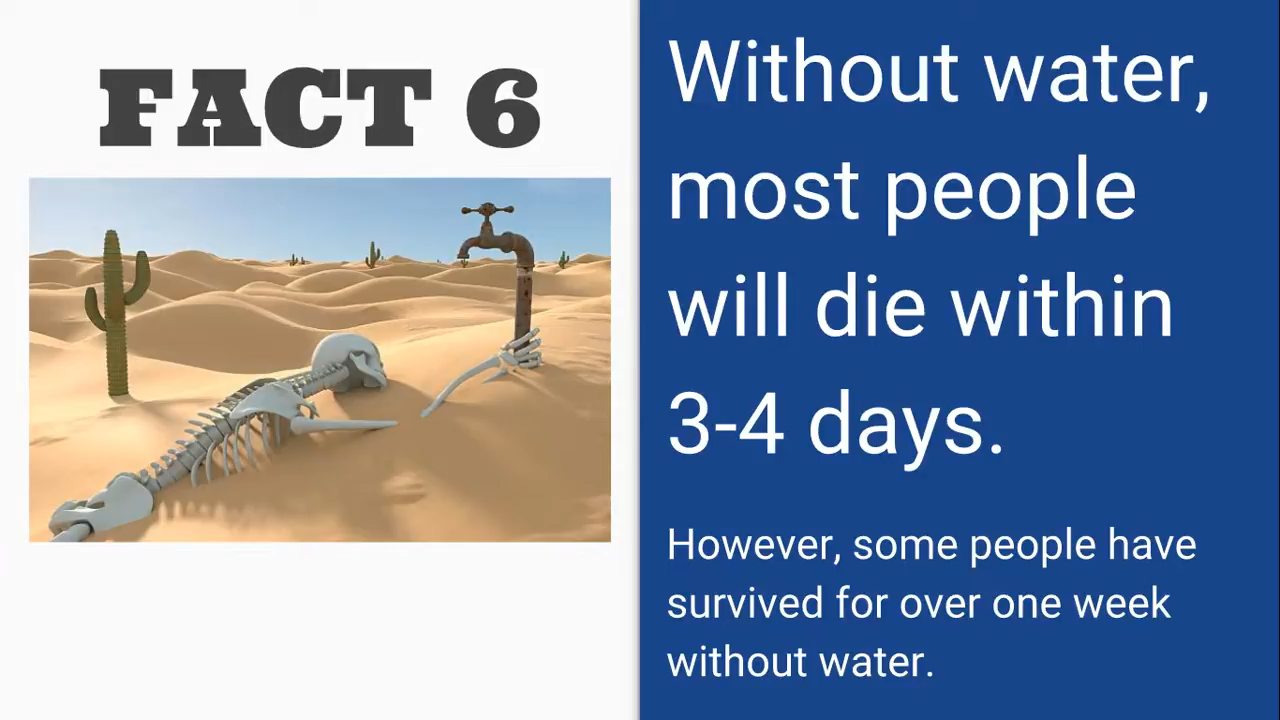 FACT 6
Without water,
most people
will die within
3-4 days.
However, some people have
survived for over one week
without water.